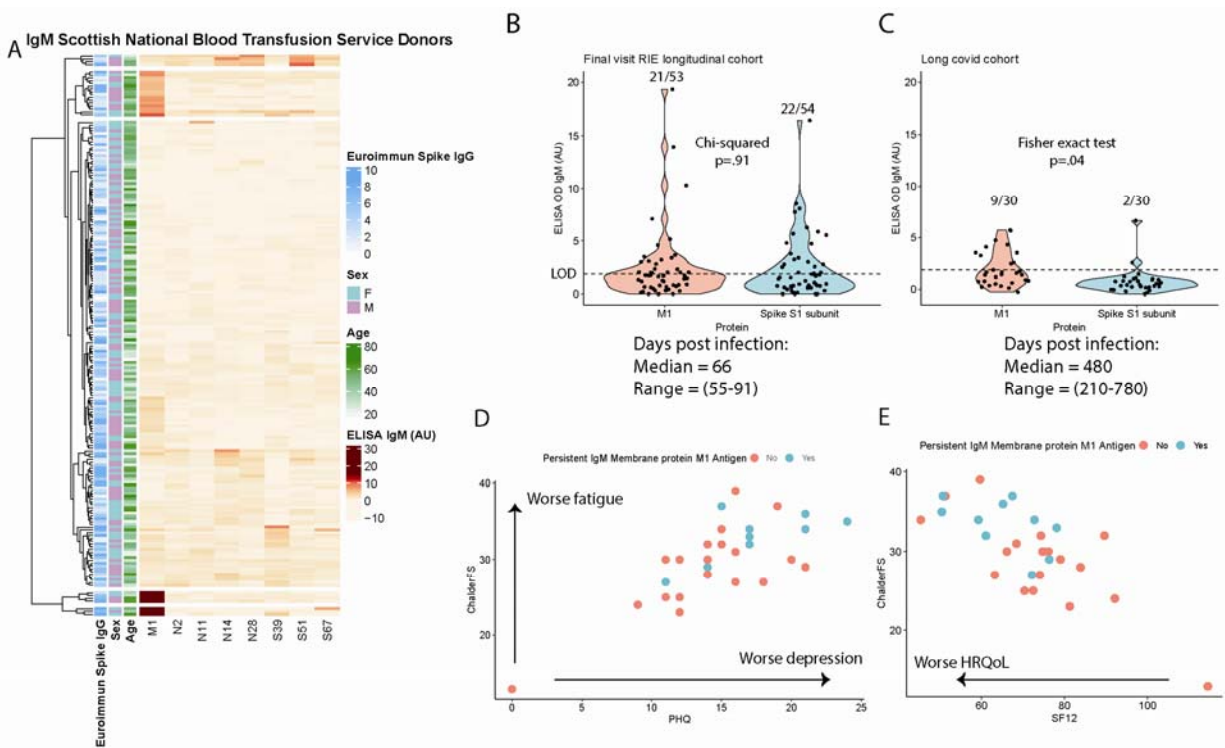 A
IgM Scottish National Blood Transfusion Service Donors
Euroimmun Spike IgG
10
8
6
4
2
0
Sex
F
M
Age
80
60
40
20
ELISA IgM (AU)
30
20
10
0
−10
Euroimmun Spike IgG
Sex
Age
M1
N2
N11
N14
N28
S39
S51
S67
B
Final visit RIE longitudinal cohort
21/53
22/54
Chi-squared
p=.91
ELISA OD IgM (AU)
20
15
10
5
0
LOD
M1
Spike S1 subunit
Protein
Days post infection:
Median = 66
Range = (55-91)
C
Long covid cohort
Fisher exact test
p=.04
9/30
2/30
ELISA OD IgM (AU)
20
15
10
5
0
M1
Spike S1 subunit
Protein
Days post infection:
Median = 480
Range = (210-780)
D
Persistent IgM Membrane protein M1 Antigen No Yes
Worse fatigue
Worse depression
ChalderFS
40
30
20
0
5
10
15
20
25
PHQ
E
Persistent IgM Membrane protein M1 Antigen No Yes
Worse HRQoL
ChalderFS
40
30
20
60
80
100
SF12